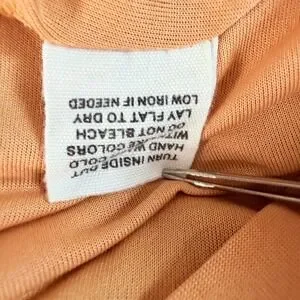 TURN INSIDE OUT
HAND COLD
WITH COLORS
DO NOT BLEACH
LAY FLAT TO DRY
LOW IRON IF NEEDED